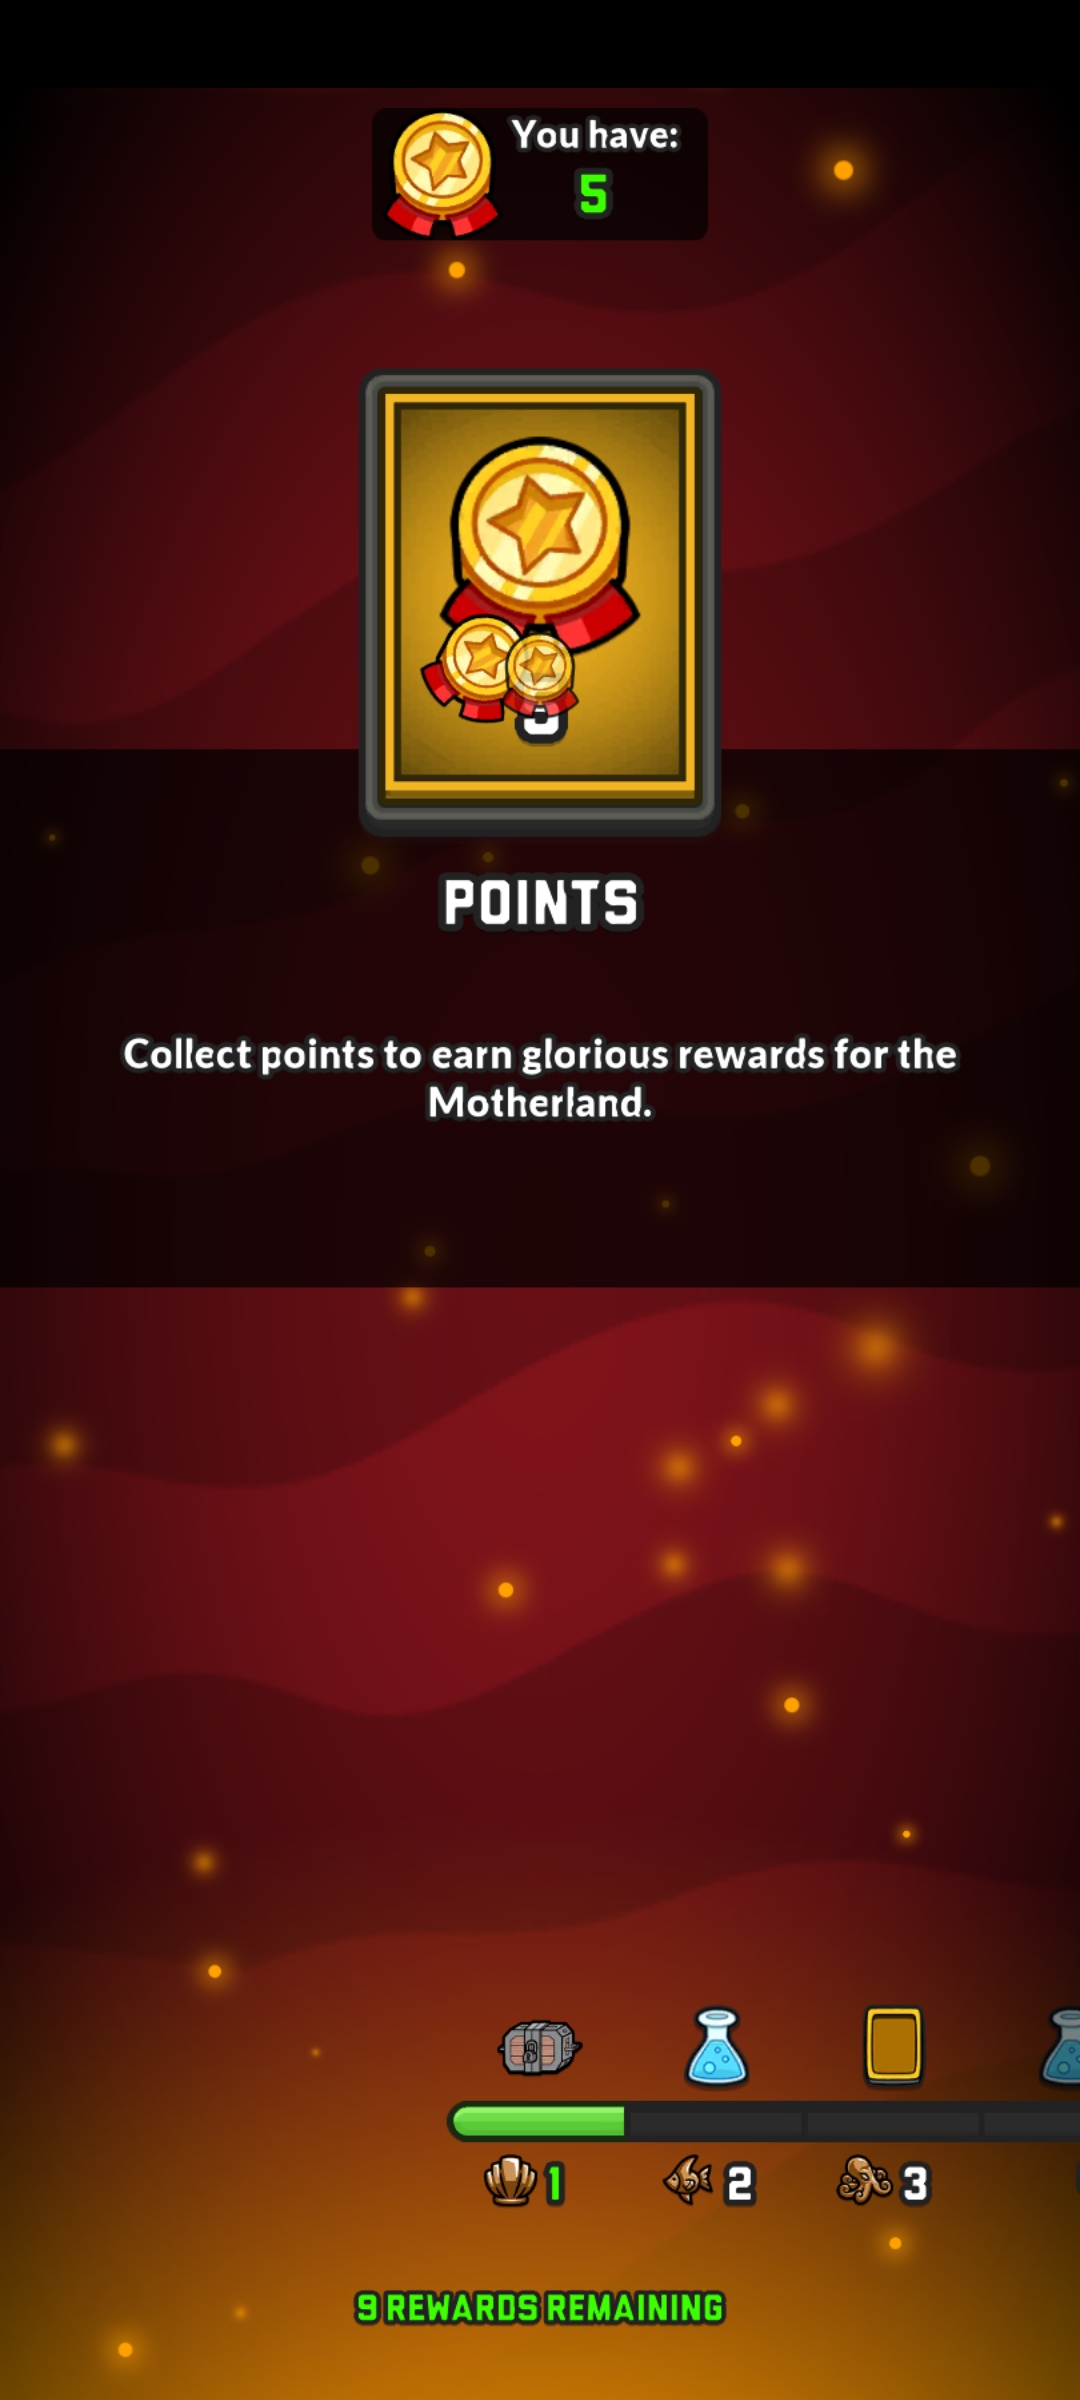 You have:
5
POINTS
Collect points to earn glorious rewards for the
Motherland.
1
2
3
9 REWARDS REMAINING